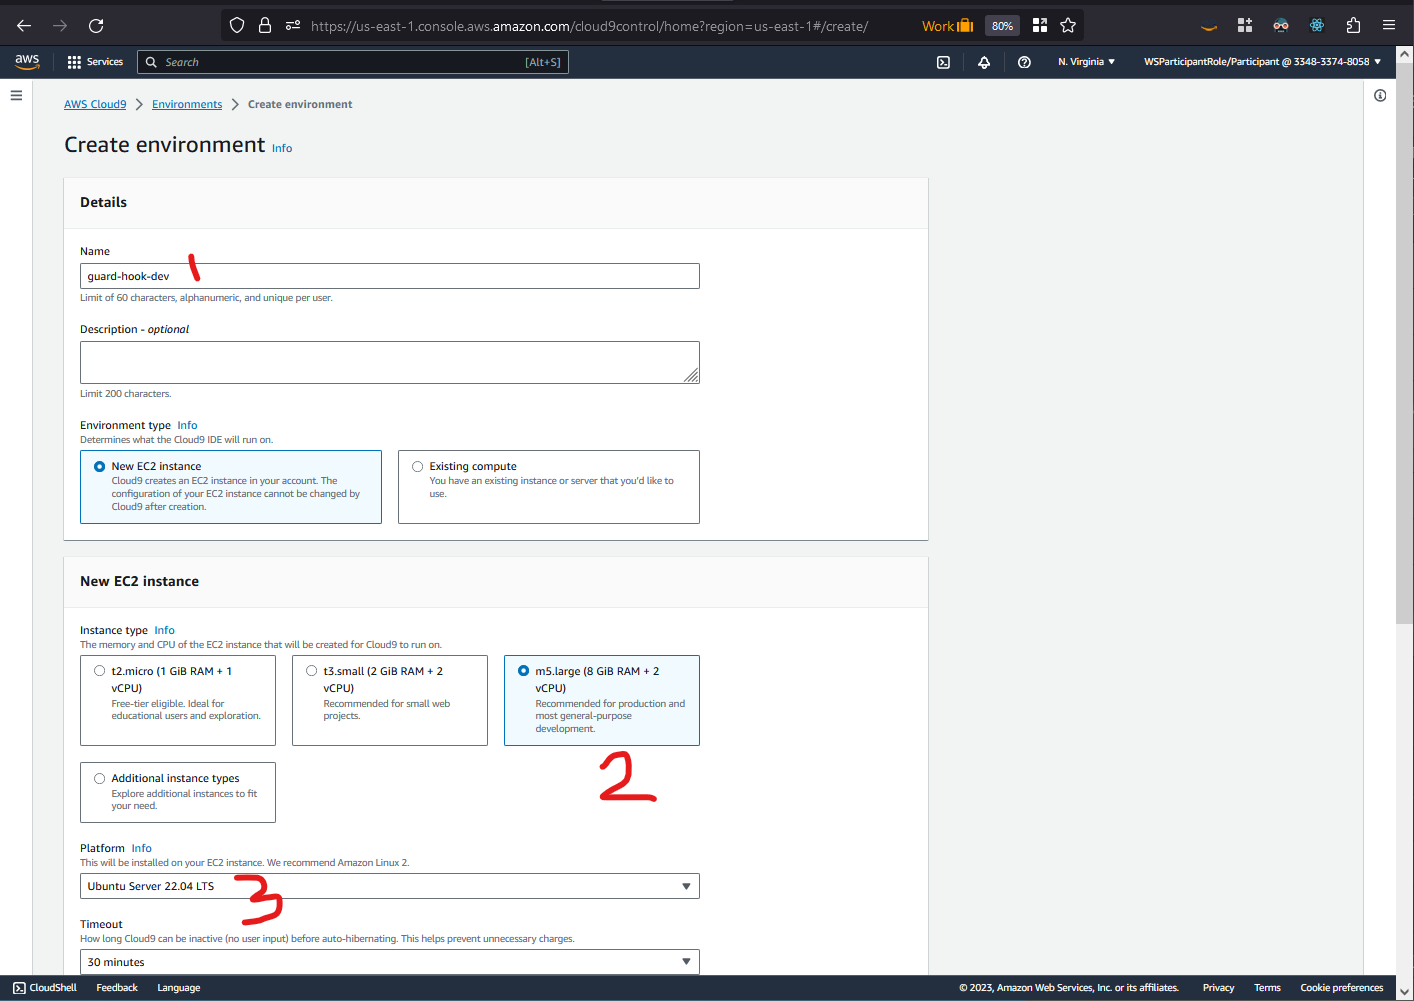 https://us-east-1.console.aws.amazon.com/cloud9control/home?region=us-east-1#/create/ Work 80%
aws Services Search [Alt+S] N. Virginia WSParticipantRole/Participant @ 3348-3374-8058
AWS Cloud9 Environments Create environment
Create environment Info
Details
Name
guard-hook-dev 1
Limit of 60 characters, alphanumeric, and unique per user.
Description - optional
Limit 200 characters.
Environment type Info
Determines what the Cloud9 IDE will run on.
New EC2 instance
Cloud9 creates an EC2 instance in your account. The
configuration of your EC2 instance cannot be changed by
Cloud9 after creation.
Existing compute
You have an existing instance or server that you'd like to
use.
New EC2 instance
Instance type Info
The memory and CPU of the EC2 instance that will be created for Cloud9 to run on.
t2.micro (1 GiB RAM + 1
vCPU)
Free-tier eligible. Ideal for
educational users and exploration.
t3.small (2 GiB RAM + 2
vCPU)
Recommended for small web
projects.
m5.large (8 GiB RAM + 2
vCPU)
Recommended for production and
most general-purpose
development.
2
Additional instance types
Explore additional instances to fit
your need.
Platform Info
This will be installed on your EC2 instance. We recommend Amazon Linux 2.
Ubuntu Server 22.04 LTS 3
Timeout
How long Cloud9 can be inactive (no user input) before auto-hibernating. This helps prevent unnecessary charges.
30 minutes
CloudShell Feedback Language © 2023, Amazon Web Services, Inc. or its affiliates. Privacy Terms Cookie preferences